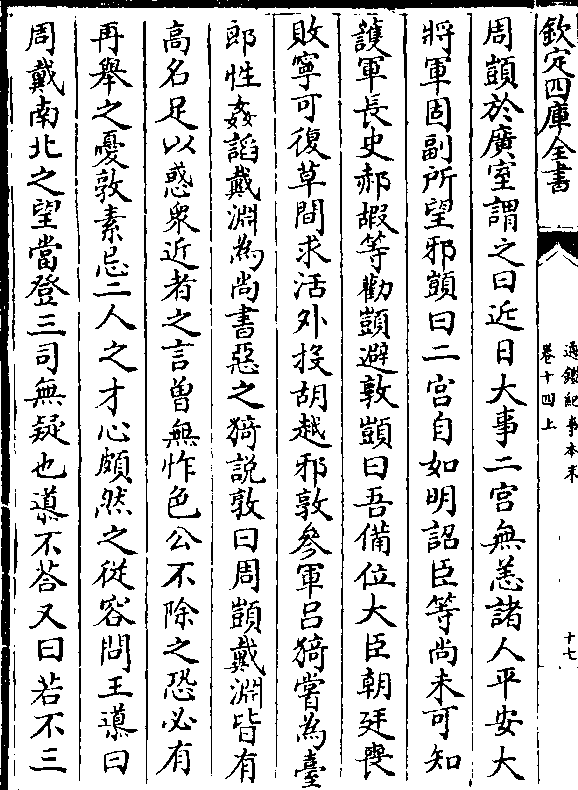 欽定四庫全書
通鑑紀事本末
卷十四上
十七
周顗於廣室謂之曰近日大事二宮無恙諸人平安大
將軍固副所望邪顗曰二宮自如明詔臣等尚未可知
護軍長史郝嘏等勸顗避敦顗曰吾備位大臣朝廷喪
敗寧可復草間求活外投胡越邪敦參軍呂猗嘗為臺
郎性姦諂戴淵為尚書惡之猗說敦曰周顗戴淵皆有
高名足以惑衆近者之言曽無怍色公不除之恐必有
再舉之憂敦素忌二人之才心頗然之從容問王導曰
周戴南北之望當登三司無疑也導不荅又曰若不三